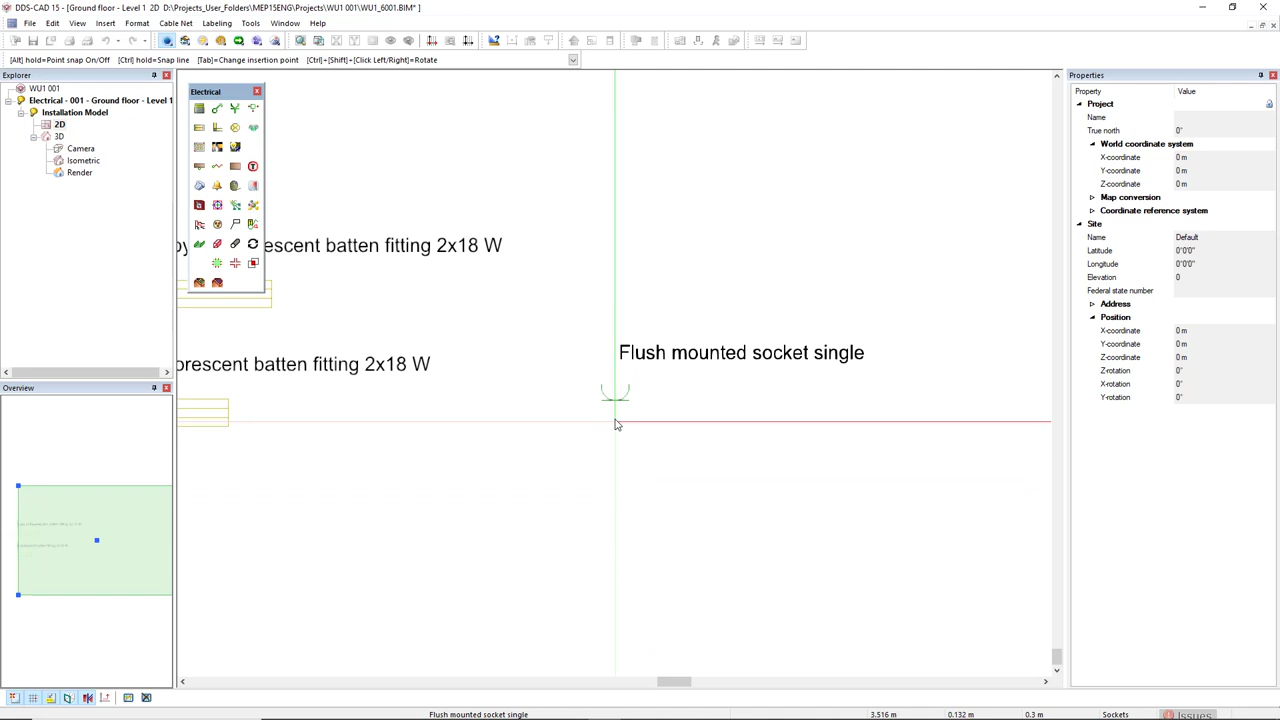 DDS-CAD 15 - [Ground floor - Level 1  2D  D:\Projects_User_Folders\MEP15ENG\Projects\WU1 001\WU1_6001.BIM* ]
File Edit View Insert Format Cable Net Labeling Tools Window Help
[Alt] hold=Point snap On/Off [Ctrl] hold=Snap line [Tab]=Change insertion point [Ctrl]+[Shift]+[Click Left/Right]=Rotate
Explorer
WU1 001
Electrical - 001 - Ground floor - Level 1
Installation Model
2D
3D
Camera
Isometric
Render
Overview
Electrical
escent batten fitting 2x18 W
orescent batten fitting 2x18 W
Flush mounted socket single
Properties
Property Value
Project
Name
True north 0°
World coordinate system
X-coordinate 0 m
Y-coordinate 0 m
Z-coordinate 0 m
Map conversion
Coordinate reference system
Site
Name Default
Latitude 0°0'0"
Longitude 0°0'0"
Elevation 0
Federal state number
Address
Position
X-coordinate 0 m
Y-coordinate 0 m
Z-coordinate 0 m
Z-rotation 0°
X-rotation 0°
Y-rotation 0°
Flush mounted socket single 3.516 m 0.132 m 0.3 m Sockets Issues